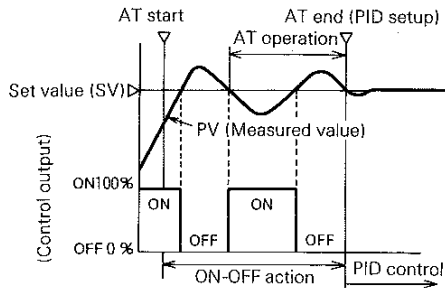 AT start
AT end (PID setup)
AT operation
Set value (SV)
PV (Measured value)
(Control output)
ON100%
ON
ON
OFF
OFF
OFF 0 %
ON-OFF action
PID control